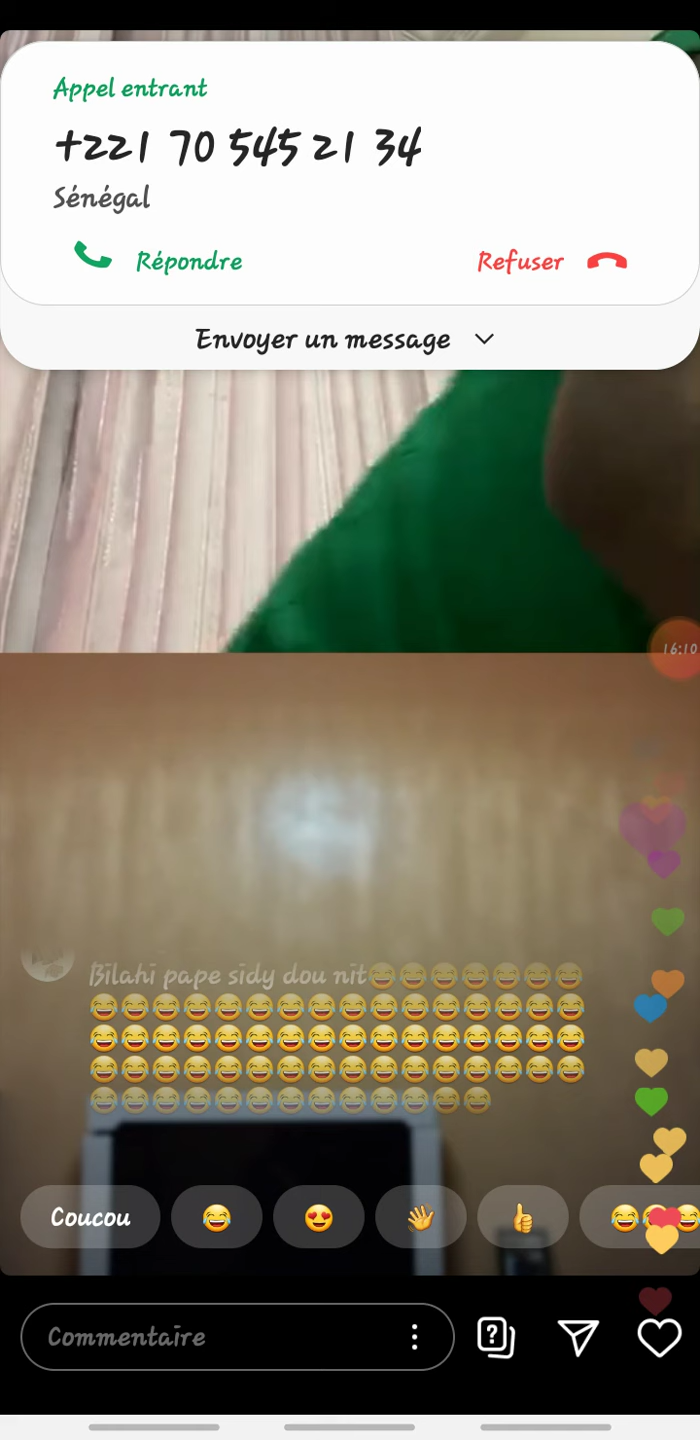 Appel entrant
+221 70 545 21 34
Sénégal
Répondre
Refuser
Envoyer un message
16:10
Bilahi pape sidy dou nit😂😂😂😂😂😂😂
😂😂😂😂😂😂😂😂😂😂😂😂😂😂😂😂
😂😂😂😂😂😂😂😂😂😂😂😂😂😂😂😂
😂😂😂😂😂😂😂😂😂😂😂😂😂😂😂😂
😂😂😂😂😂😂😂😂😂😂😂😂😂
Coucou 😂 😍 👋 👍 😂😂😂
Commentaire